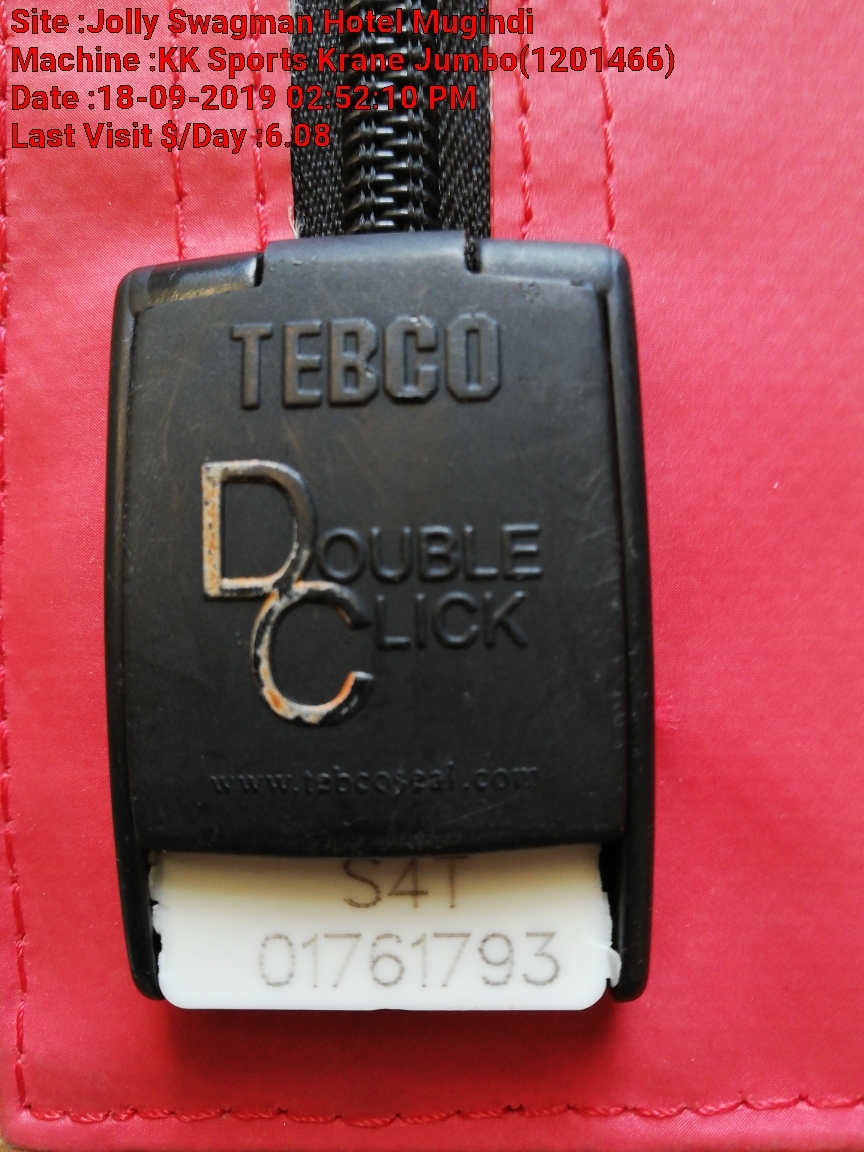 Site :Jolly Swagman Hotel Mugindi
Machine :KK Sports Krane Jumbo(1201466)
Date :18-09-2019 02:52:10 PM
Last Visit $/Day :6.08
TEBCO
DOUBLE
CLICK
www.tebcoseal.com
S4T
01761793